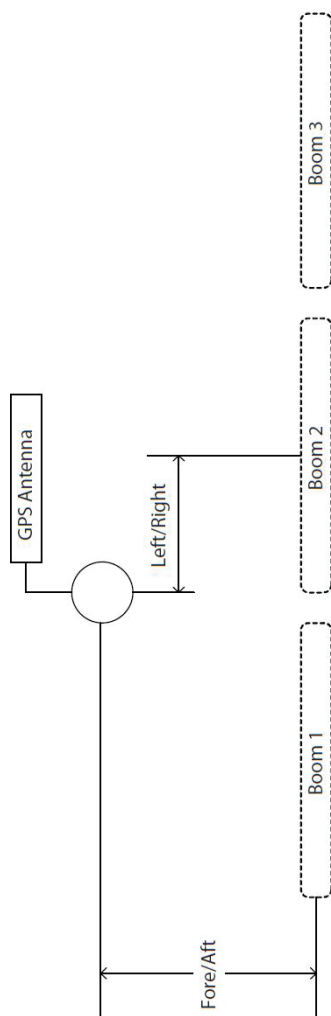 GPS Antenna
Left/Right
Fore/Aft
Boom 1
Boom 2
Boom 3